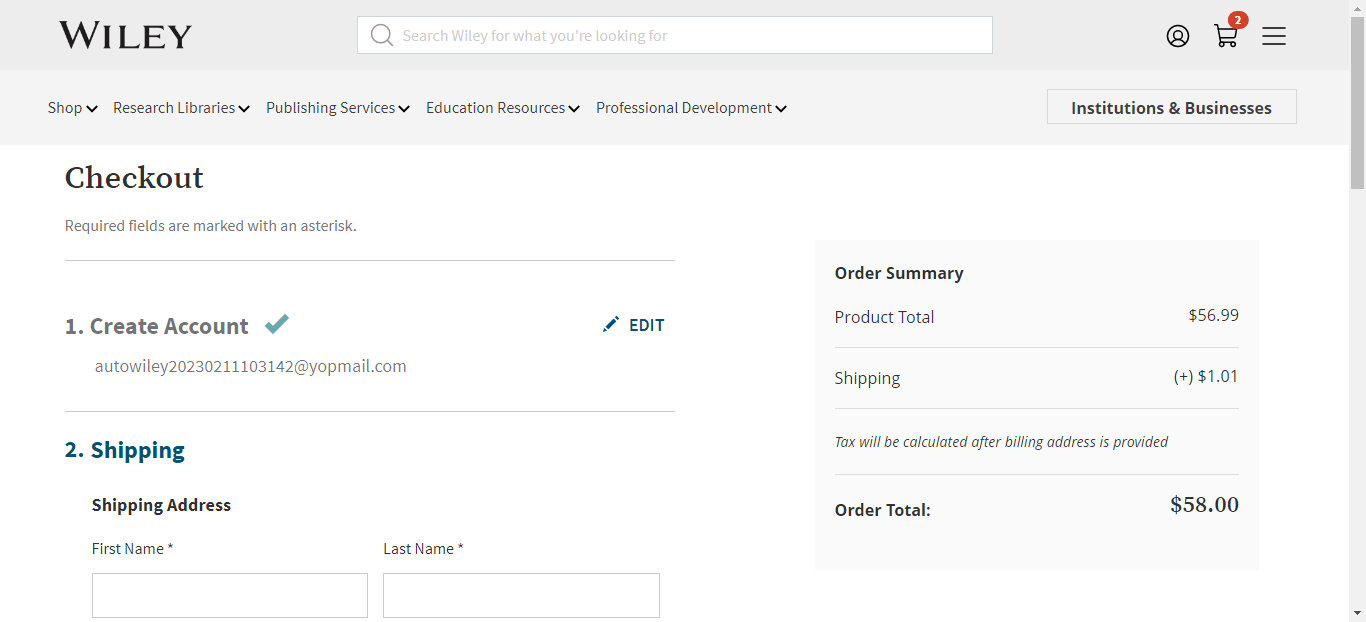 WILEY
Search Wiley for what you're looking for
2
Shop Research Libraries Publishing Services Education Resources Professional Development
Institutions & Businesses
Checkout
Required fields are marked with an asterisk.
1. Create Account
EDIT
autowiley20230211103142@yopmail.com
2. Shipping
Shipping Address
First Name * Last Name *
Order Summary
Product Total $56.99
Shipping (+) $1.01
Tax will be calculated after billing address is provided
Order Total: $58.00